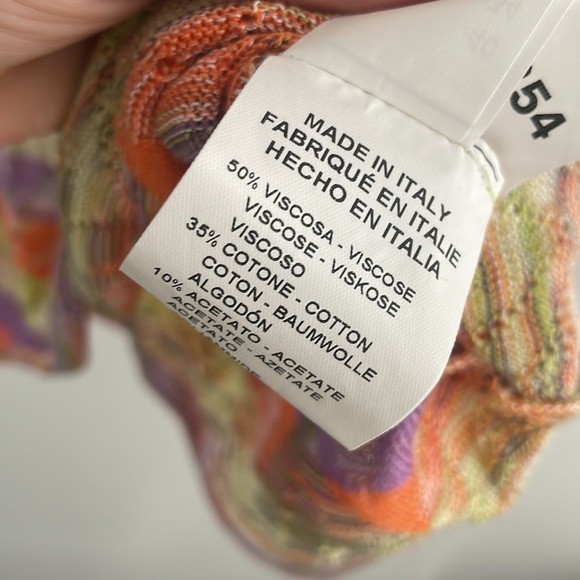 54
MADE IN ITALY
FABRIQUÉ EN ITALIE
HECHO EN ITALIA
50% VISCOSA - VISCOSE
VISCOSE - VISKOSE
VISCOSO
35% COTONE - COTTON
COTON - BAUMWOLLE
ALGODÓN
10% ACETATO - ACETATE
ACETATE - AZETATE
ACETATO